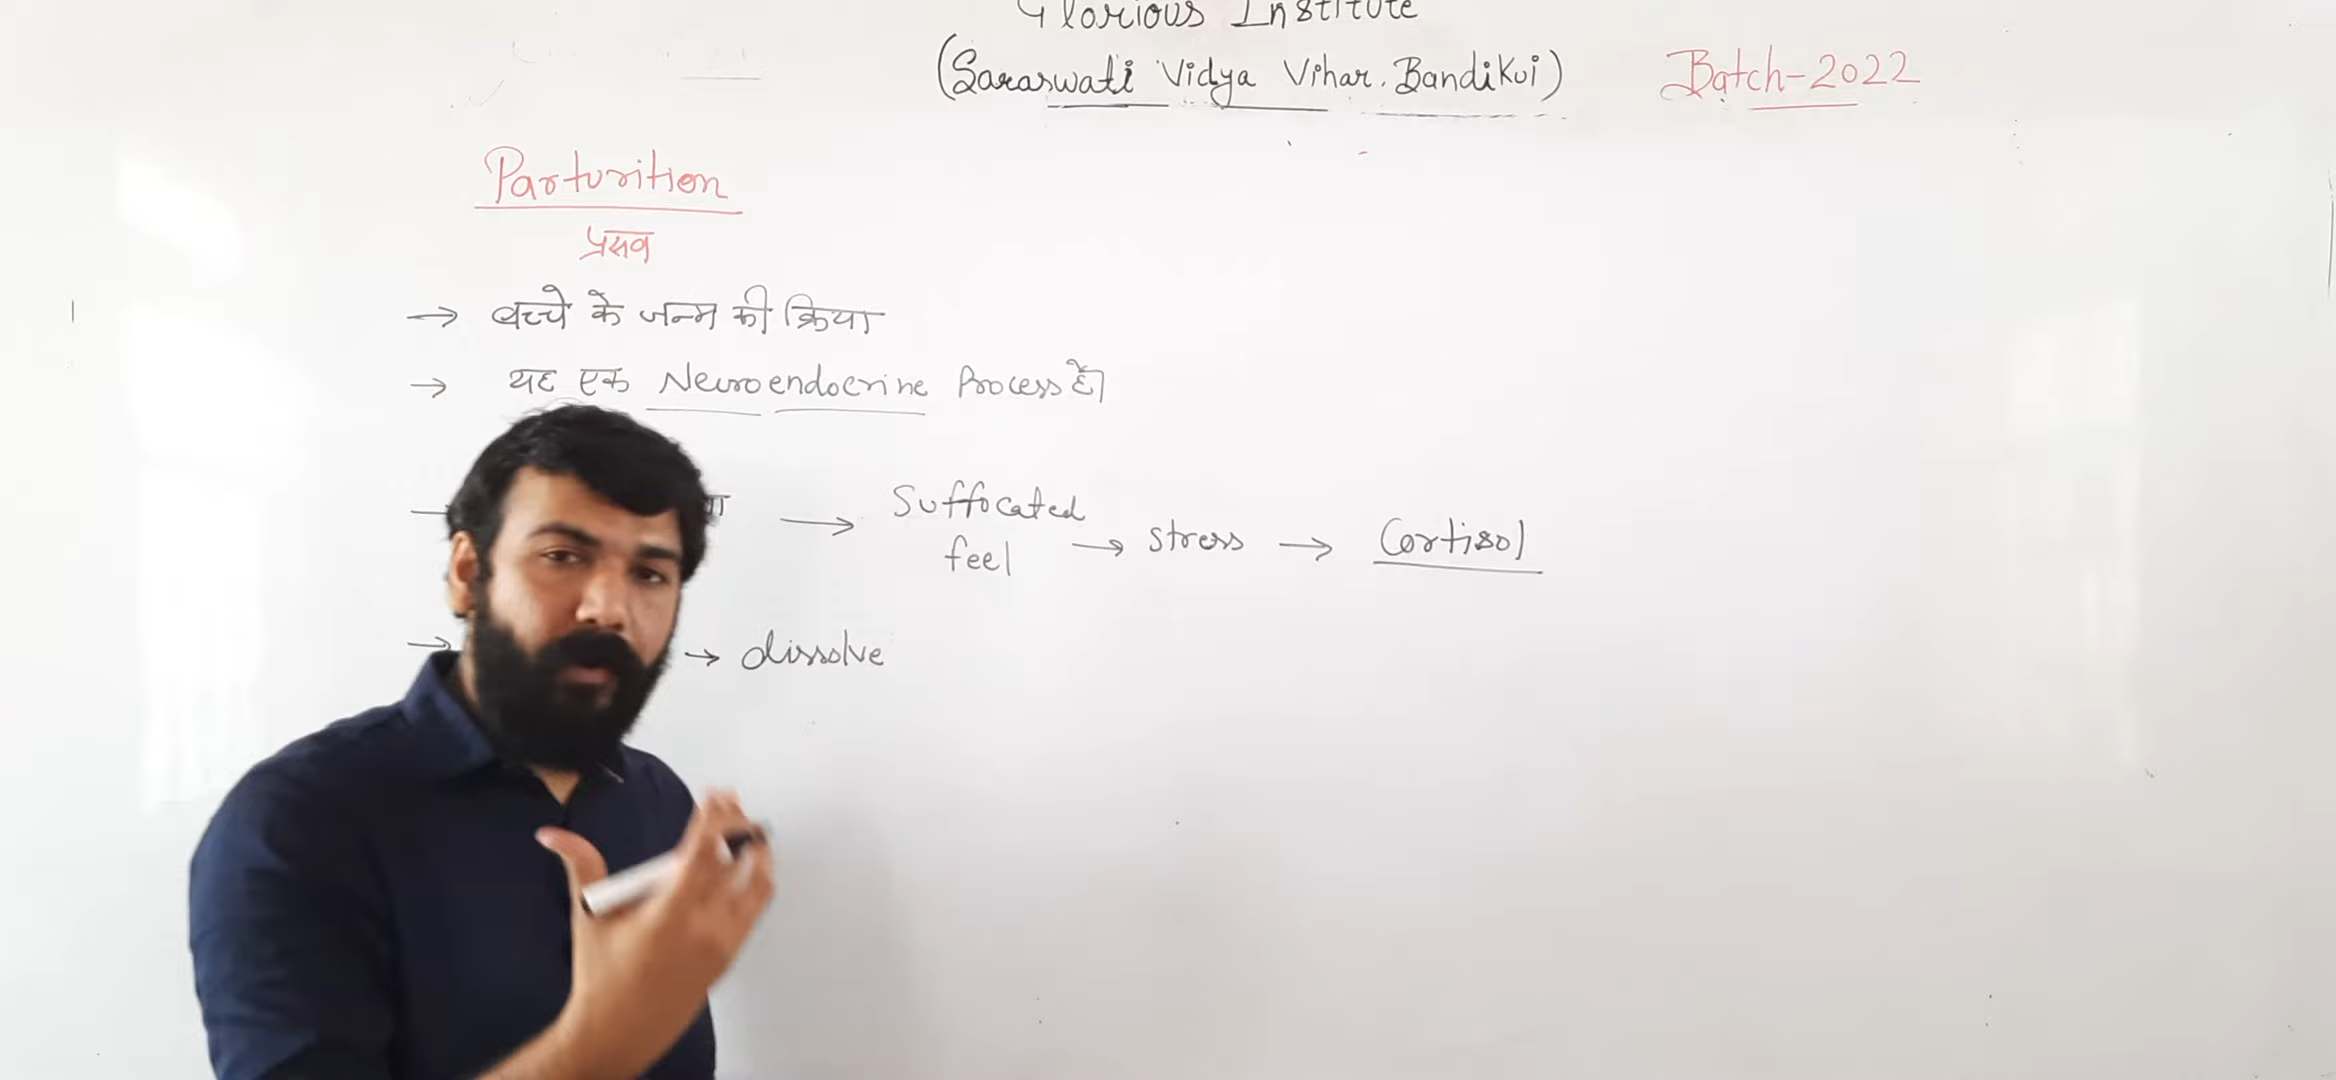 Glorious Institute
(Saraswati Vidya Vihar, Bandikui) Batch-2022
Parturition
प्रसव
→ बच्चे के जन्म की क्रिया
→ यह एक Neuroendocrine Process है।
→ Suffocated feel → stress → Cortisol
→ → dissolve